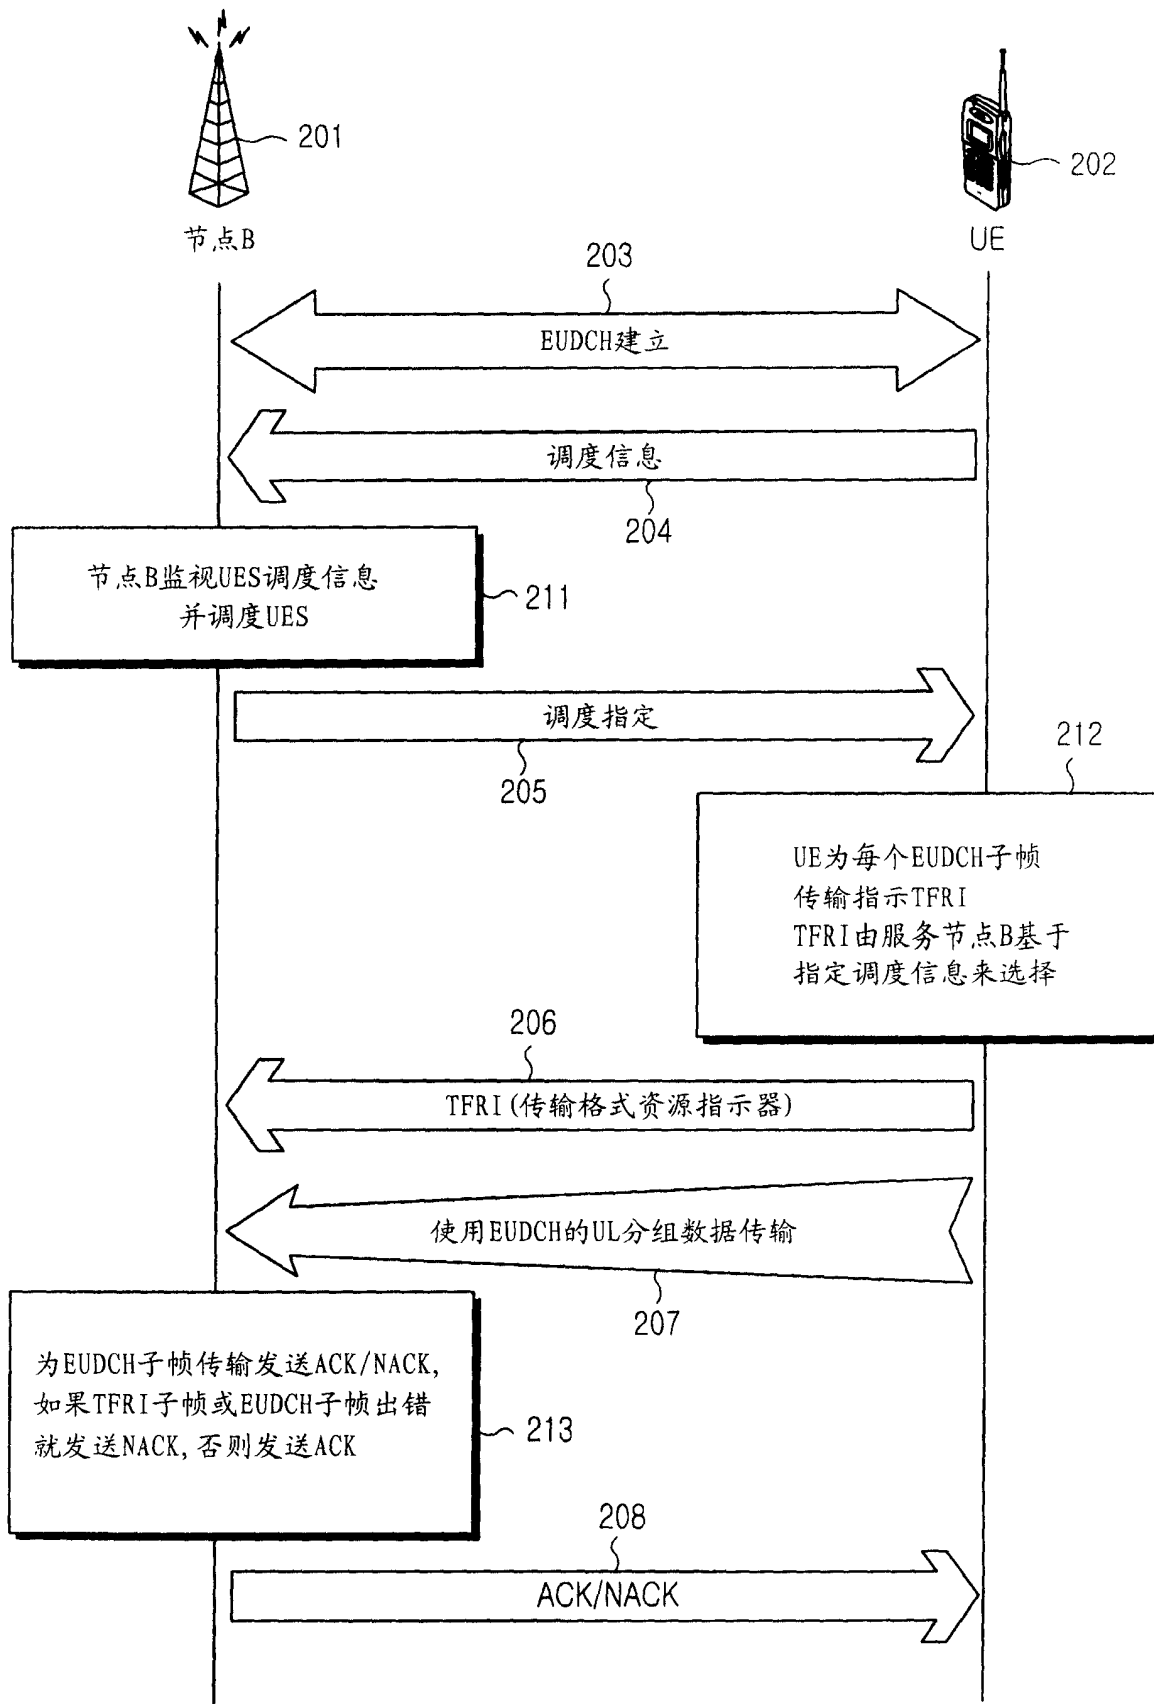 201
202
节点B
UE
203
EUDCH建立
调度信息
204
节点B监视UES调度信息
并调度UES
211
调度指定
205
212
UE为每个EUDCH子帧
传输指示TFRI
TFRI由服务节点B基于
指定调度信息来选择
206
TFRI(传输格式资源指示器)
使用EUDCH的UL分组数据传输
207
为EUDCH子帧传输发送ACK/NACK,
如果TFRI子帧或EUDCH子帧出错
就发送NACK,否则发送ACK
213
208
ACK/NACK